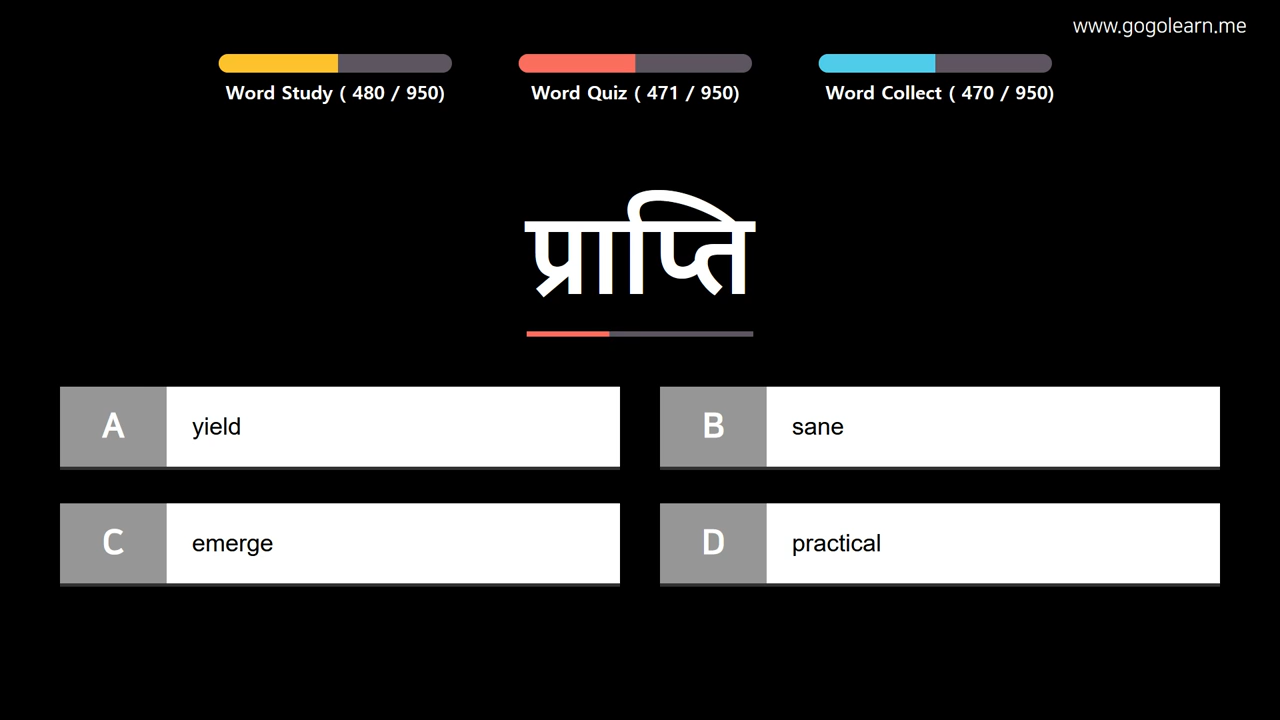 www.gogolearn.me
Word Study ( 480 / 950)
Word Quiz ( 471 / 950)
Word Collect ( 470 / 950)
प्राप्ति
A yield
B sane
C emerge
D practical